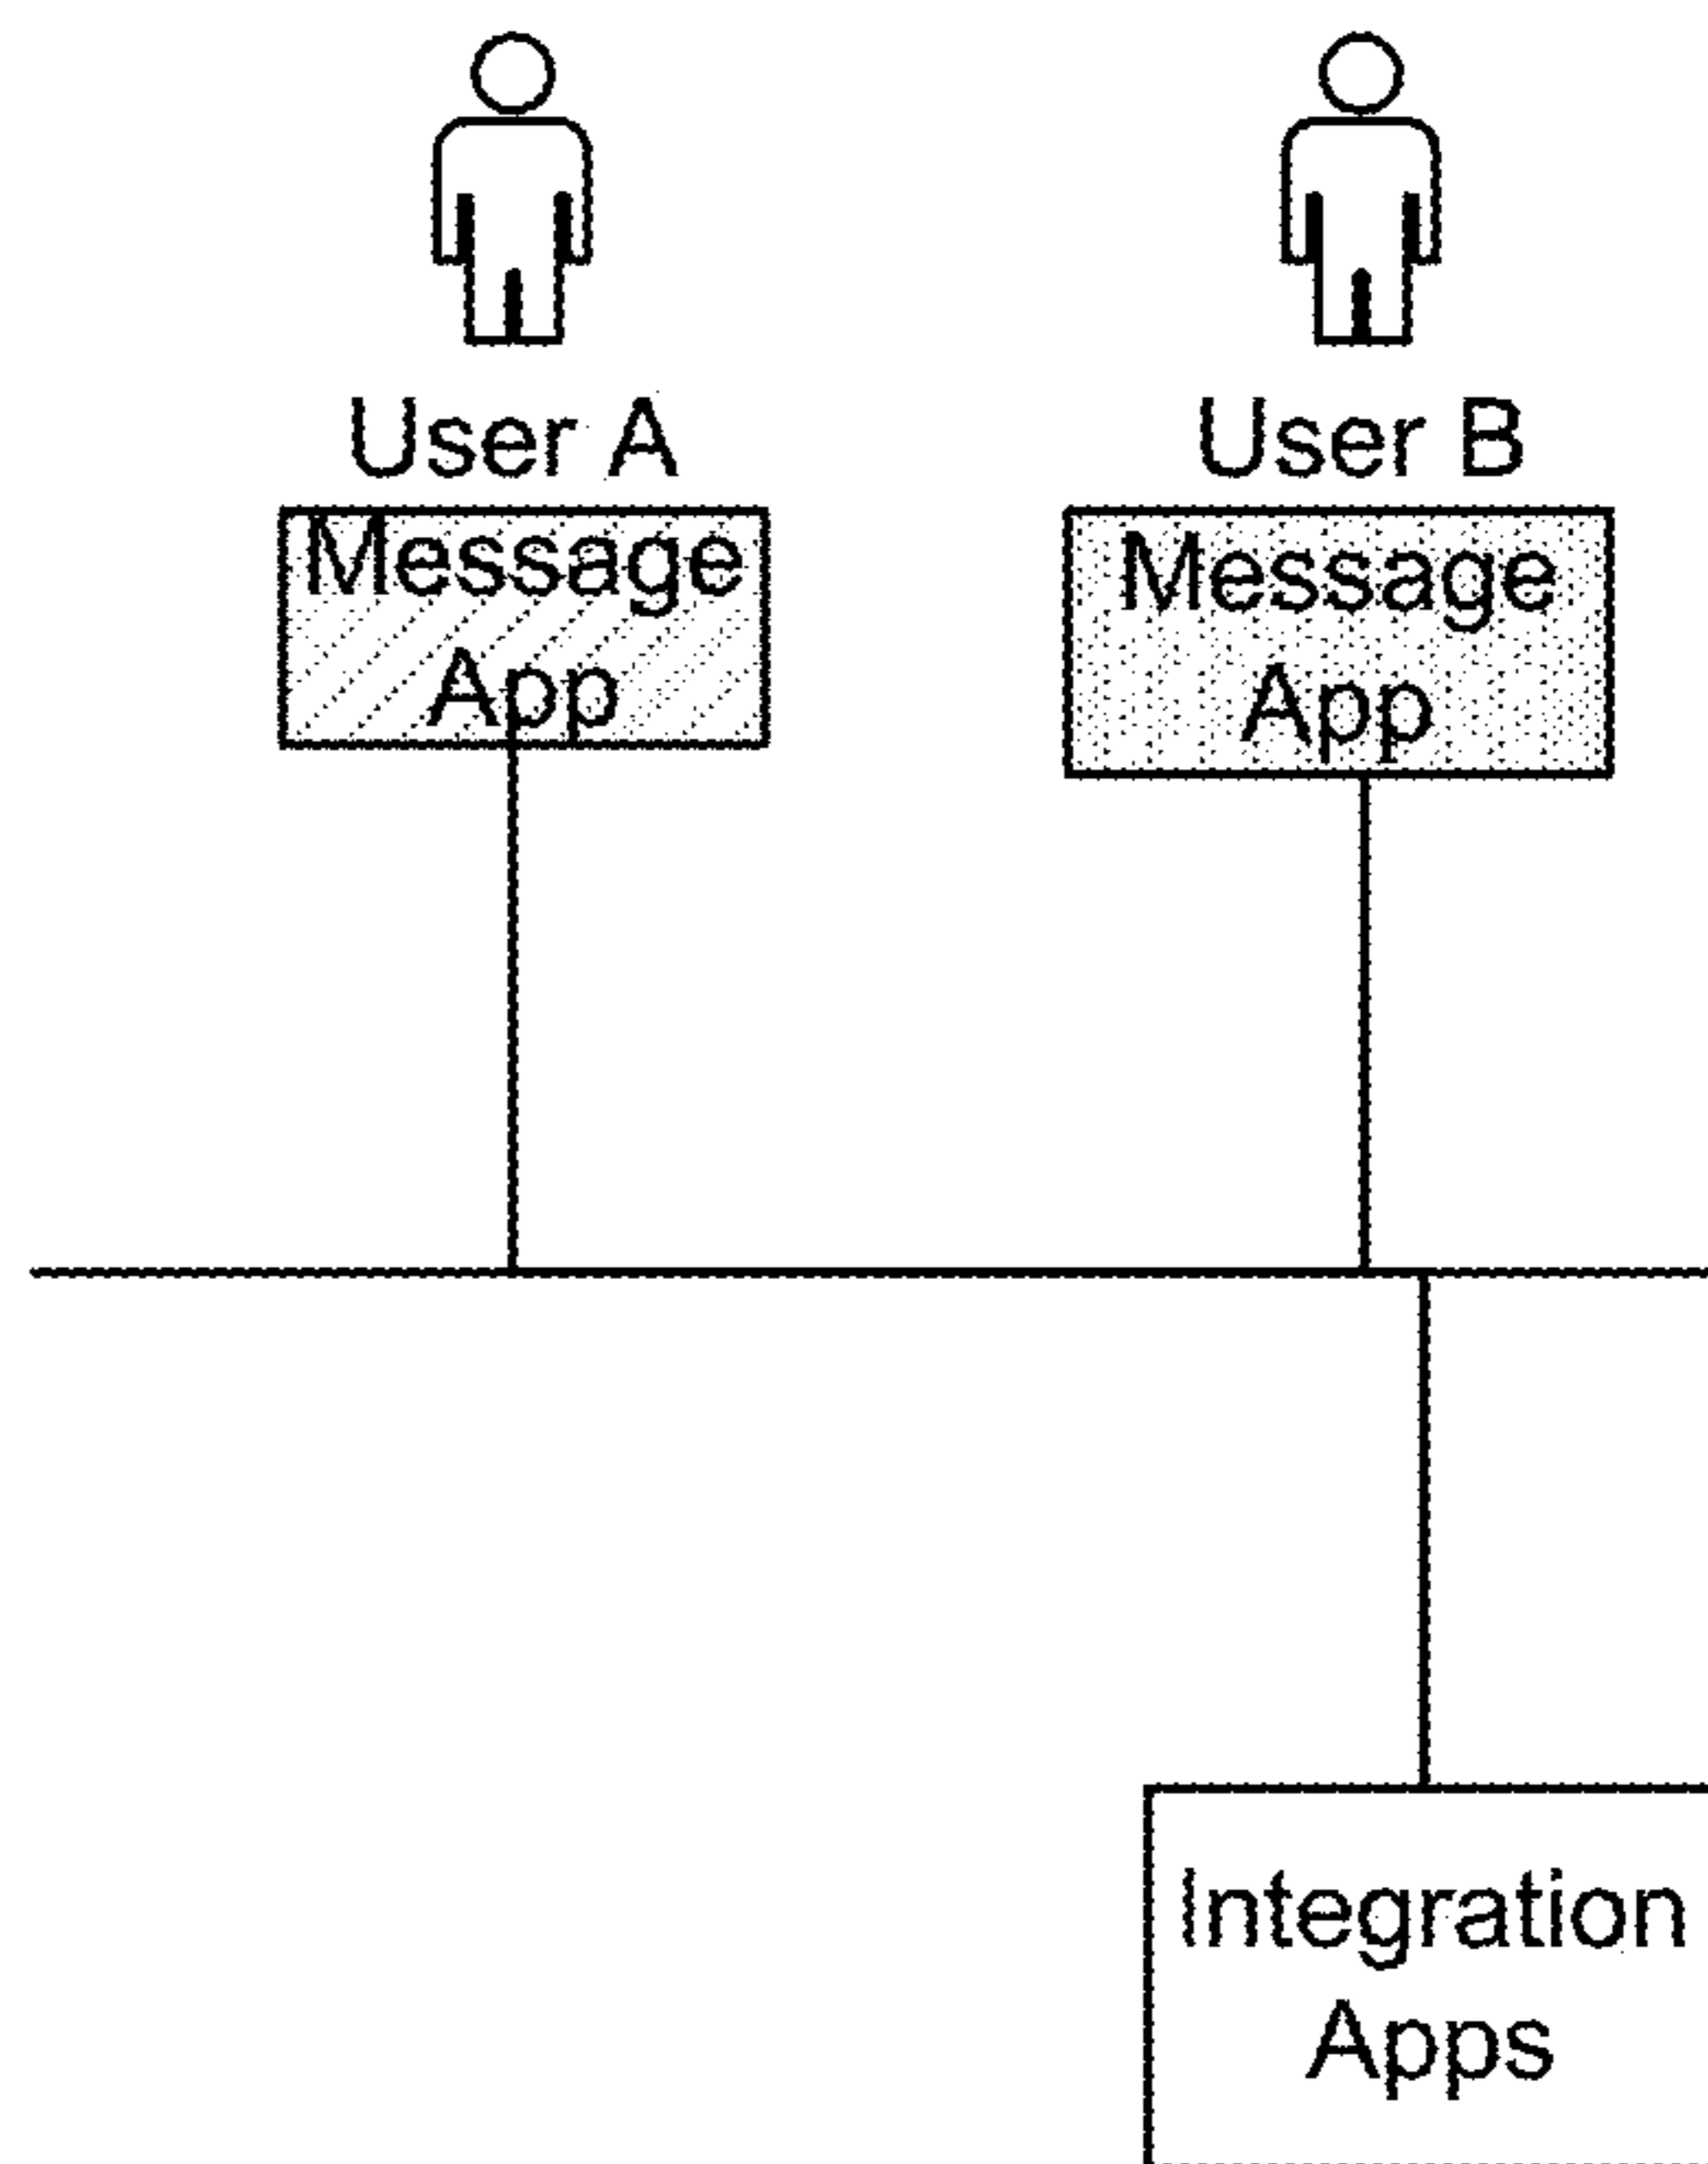 User A
User B
Message
App
Message
App
Integration
Apps